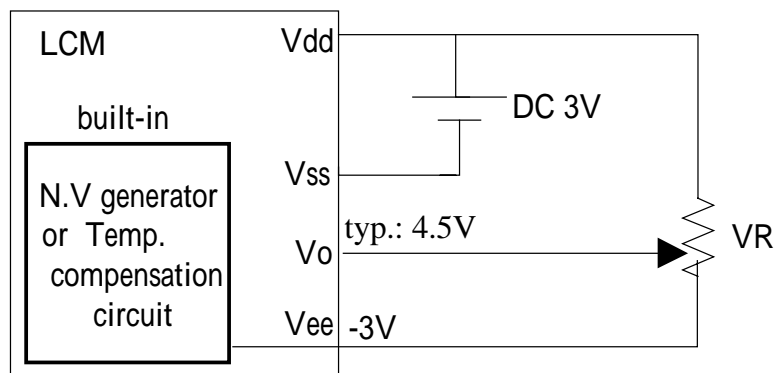 LCM
Vdd
DC 3V
built-in
Vss
N.V generator
or Temp.
compensation
circuit
typ.: 4.5V
Vo
VR
Vee
-3V